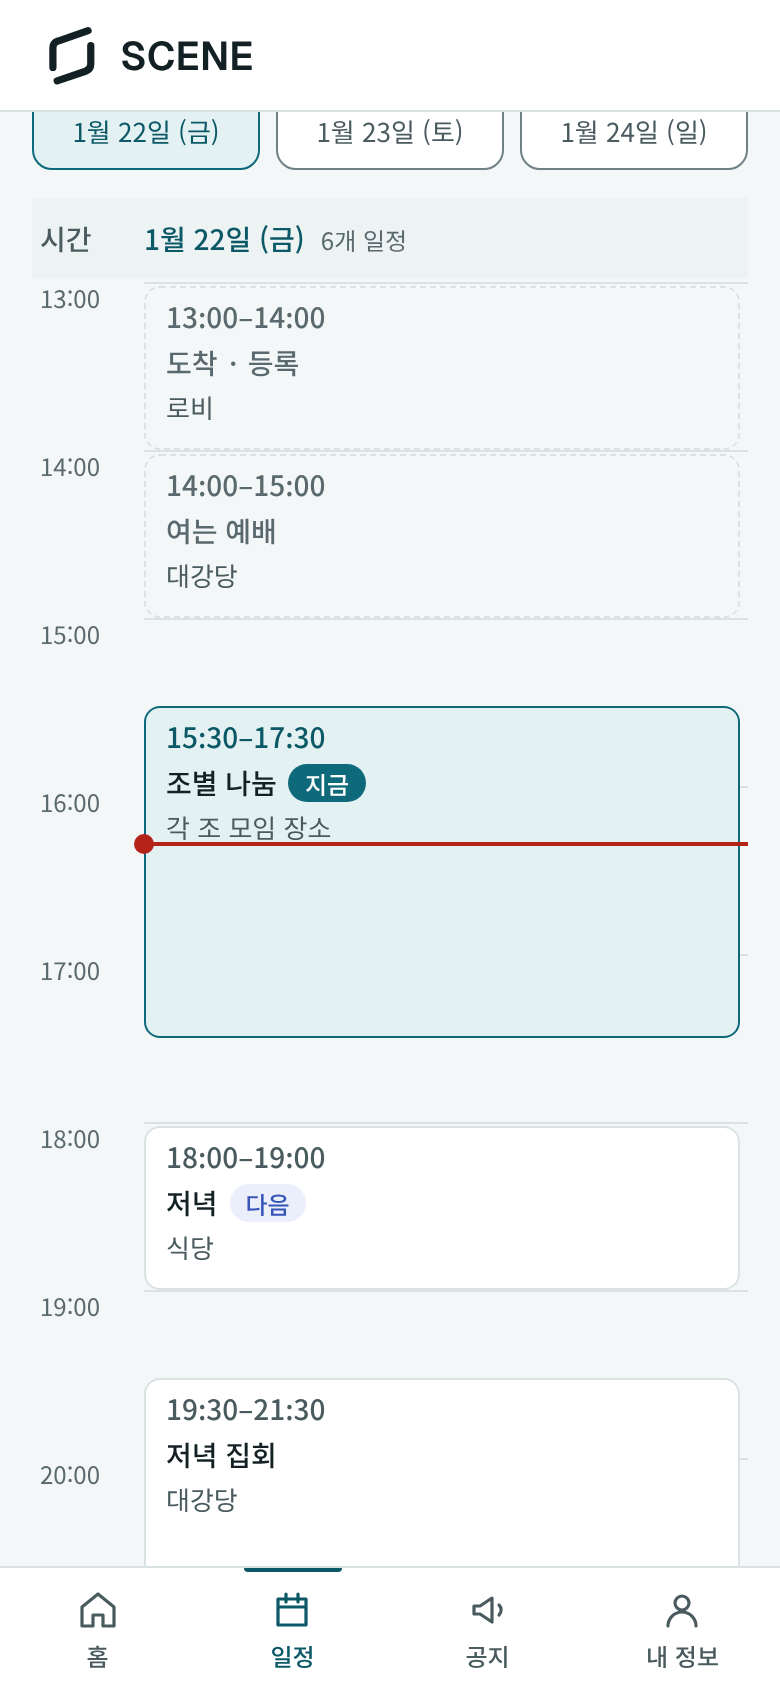 SCENE
1월 22일 (금)
1월 23일 (토)
1월 24일 (일)
시간
1월 22일 (금) 6개 일정
13:00
13:00–14:00
도착 · 등록
로비
14:00
14:00–15:00
여는 예배
대강당
15:00
15:30–17:30
조별 나눔 지금
16:00
각 조 모임 장소
17:00
18:00
18:00–19:00
저녁 다음
식당
19:00
19:30–21:30
저녁 집회
20:00
대강당
홈
일정
공지
내 정보